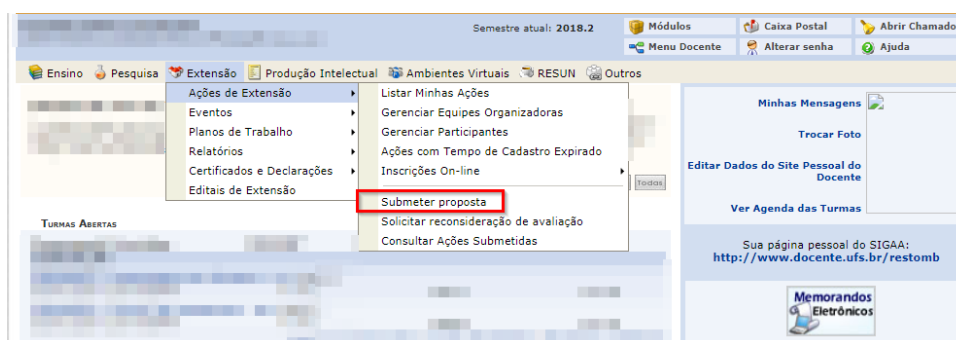 Semestre atual: 2018.2
Módulos
Caixa Postal
Abrir Chamado
Menu Docente
Alterar senha
Ajuda
Ensino Pesquisa Extensão Produção Intelectual Ambientes Virtuais RESUN Outros
Ações de Extensão
Eventos
Planos de Trabalho
Relatórios
Certificados e Declarações
Editais de Extensão
Listar Minhas Ações
Gerenciar Equipes Organizadoras
Gerenciar Participantes
Ações com Tempo de Cadastro Expirado
Inscrições On-line
Submeter proposta
Solicitar reconsideração de avaliação
Consultar Ações Submetidas
Todas
Turmas Abertas
Minhas Mensagens
Trocar Foto
Editar Dados do Site Pessoal do
Docente
Ver Agenda das Turmas
Sua página pessoal do SIGAA:
http://www.docente.ufs.br/restomb
Memorandos
Eletrônicos